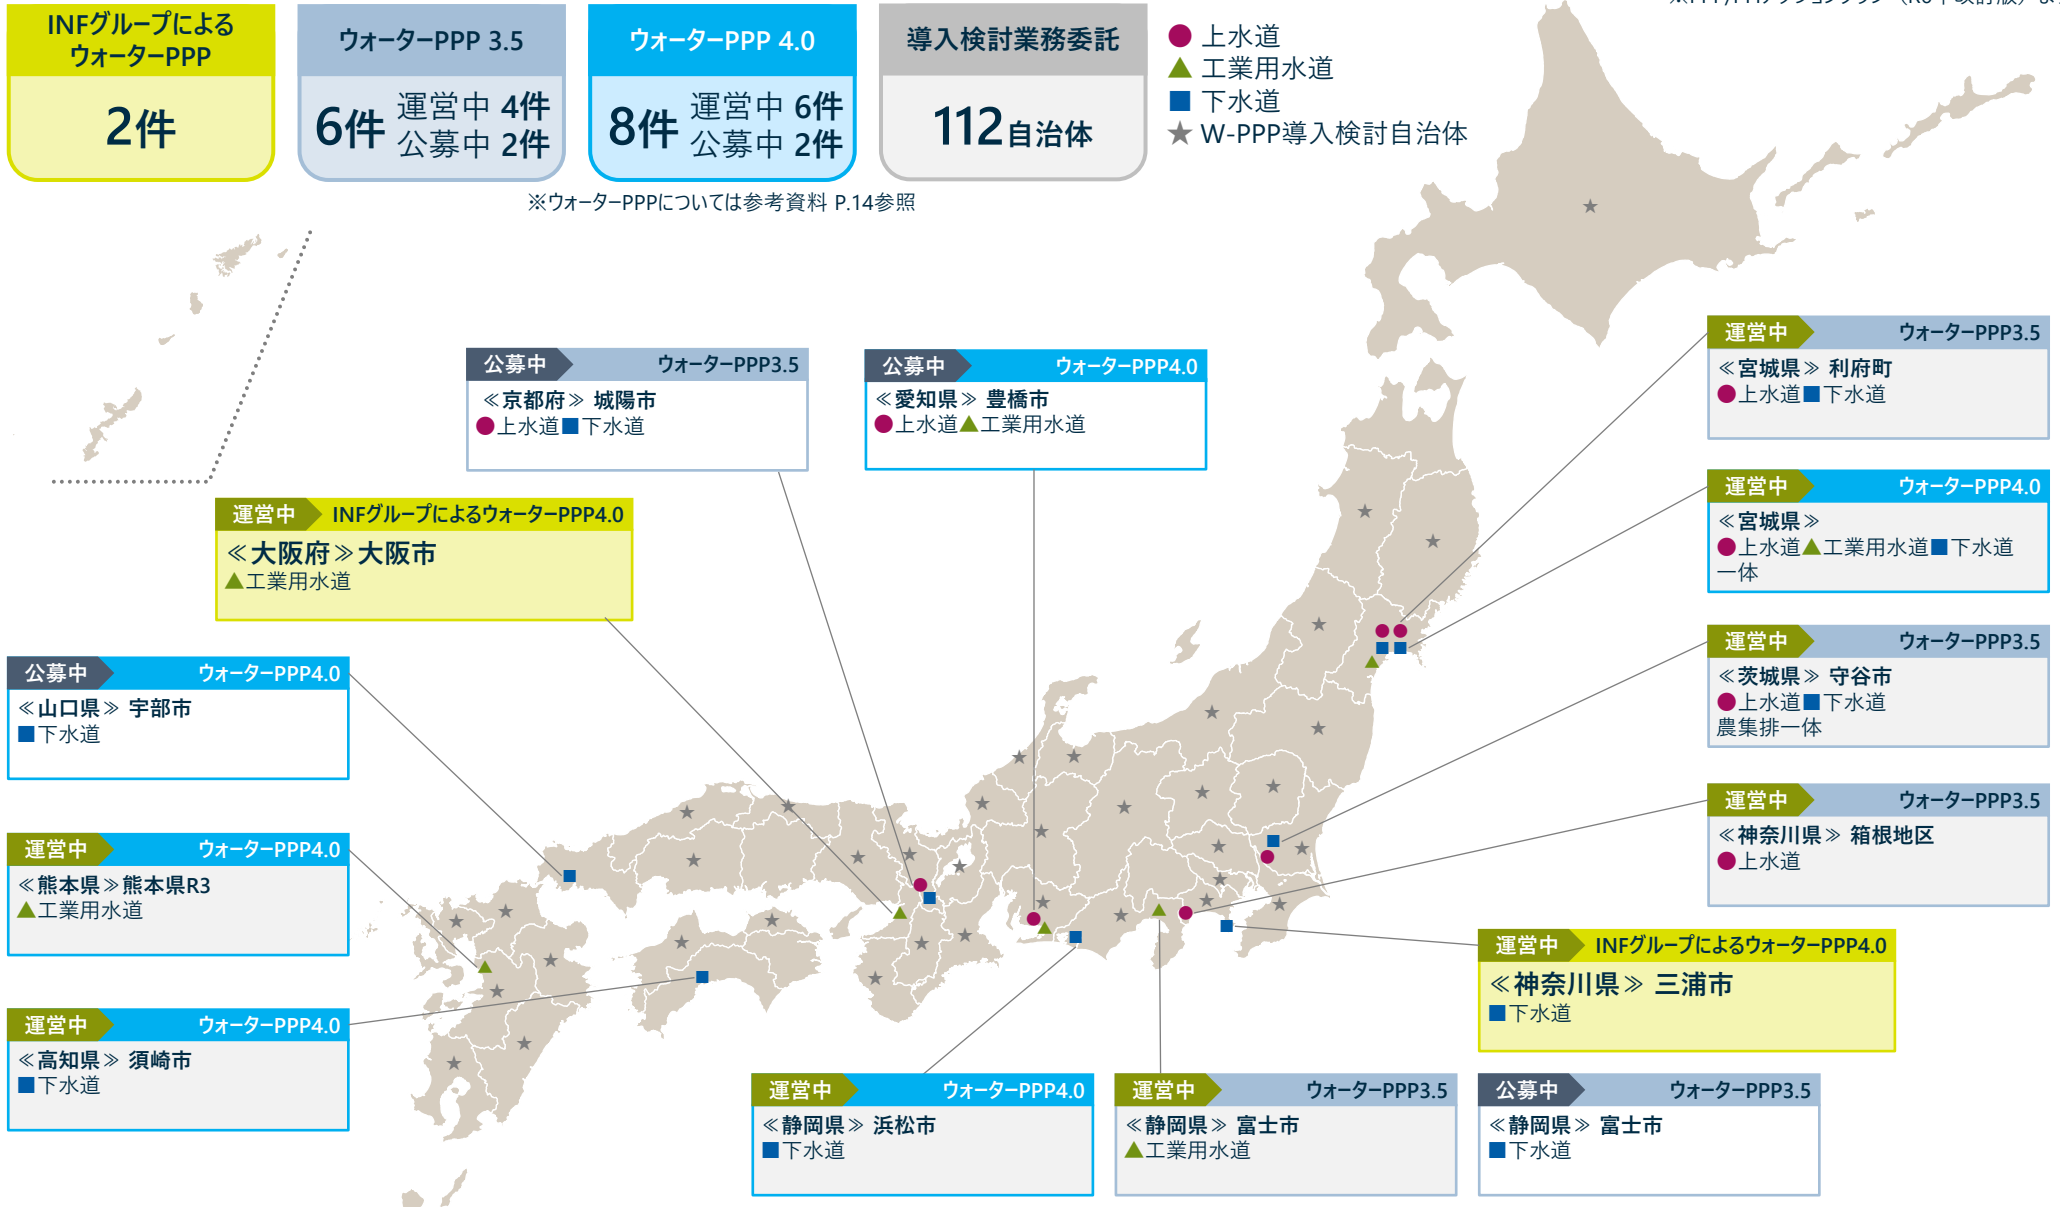 INFグループによる
ウォーターPPP
2件
ウォーターPPP 3.5
6件 運営中 4件
公募中 2件
ウォーターPPP 4.0
8件 運営中 6件
公募中 2件
導入検討業務委託
112自治体
●上水道
▲工業用水道
■下水道
★W-PPP導入検討自治体
※ウォーターPPPについては参考資料 P.14参照
公募中 ウォーターPPP3.5
≪京都府≫ 城陽市
●上水道■下水道
公募中 ウォーターPPP4.0
≪愛知県≫ 豊橋市
●上水道▲工業用水道
運営中 ウォーターPPP3.5
≪宮城県≫ 利府町
●上水道■下水道
運営中 ウォーターPPP4.0
≪宮城県≫
●上水道▲工業用水道■下水道
一体
運営中 INFグループによるウォーターPPP4.0
≪大阪府≫大阪市
▲工業用水道
運営中 ウォーターPPP3.5
≪茨城県≫ 守谷市
●上水道■下水道
農集排一体
公募中 ウォーターPPP4.0
≪山口県≫ 宇部市
■下水道
運営中 ウォーターPPP3.5
≪神奈川県≫ 箱根地区
●上水道
運営中 ウォーターPPP4.0
≪熊本県≫熊本県R3
▲工業用水道
運営中 INFグループによるウォーターPPP4.0
≪神奈川県≫ 三浦市
■下水道
運営中 ウォーターPPP4.0
≪高知県≫ 須崎市
■下水道
運営中 ウォーターPPP4.0
≪静岡県≫ 浜松市
■下水道
運営中 ウォーターPPP3.5
≪静岡県≫ 富士市
▲工業用水道
公募中 ウォーターPPP3.5
≪静岡県≫ 富士市
■下水道